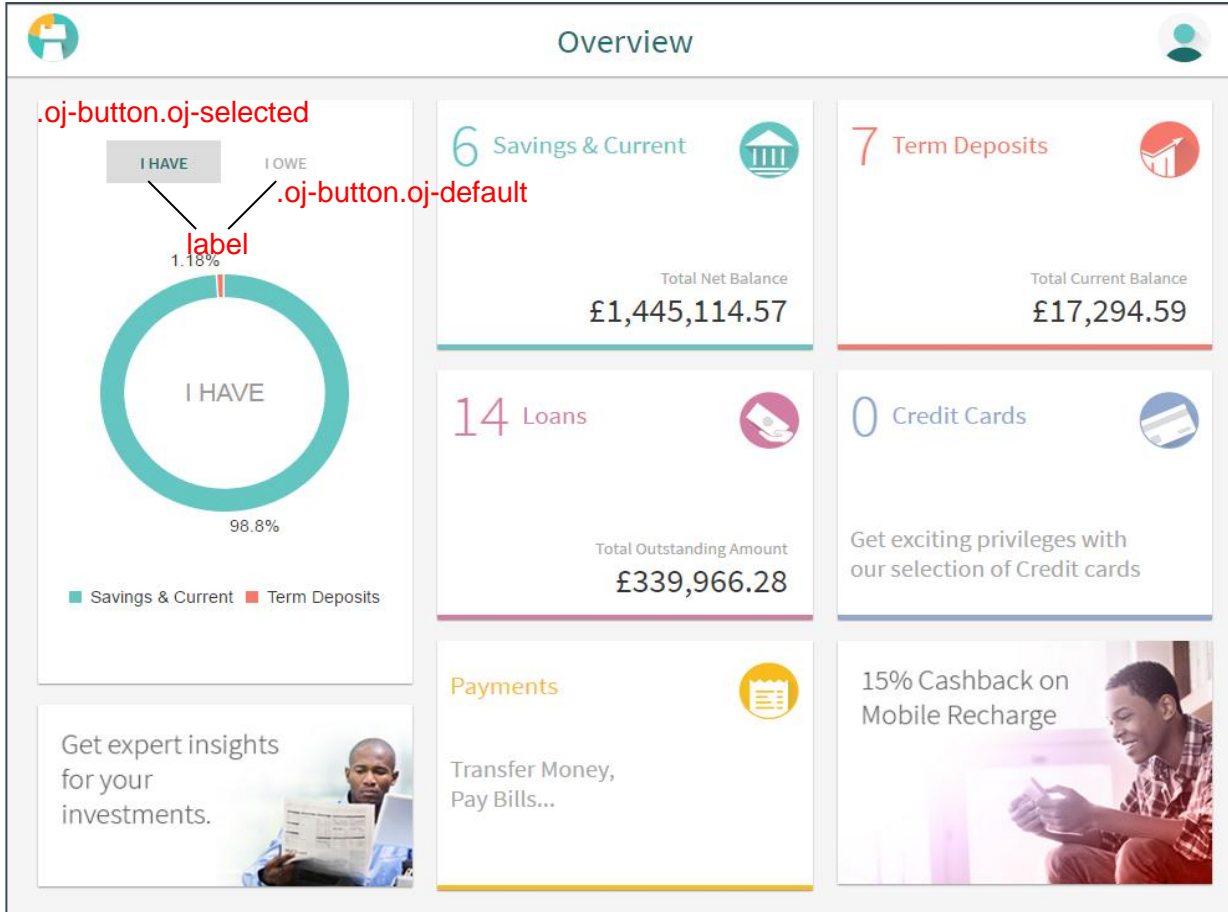 Overview
.oj-button.oj-selected
I HAVE
I OWE
.oj-button.oj-default
label
1.18%
I HAVE
98.8%
Savings & Current
Term Deposits
6 Savings & Current
Total Net Balance
£1,445,114.57
7 Term Deposits
Total Current Balance
£17,294.59
14 Loans
Total Outstanding Amount
£339,966.28
0 Credit Cards
Get exciting privileges with
our selection of Credit cards
Get expert insights
for your
investments.
Payments
Transfer Money,
Pay Bills...
15% Cashback on
Mobile Recharge